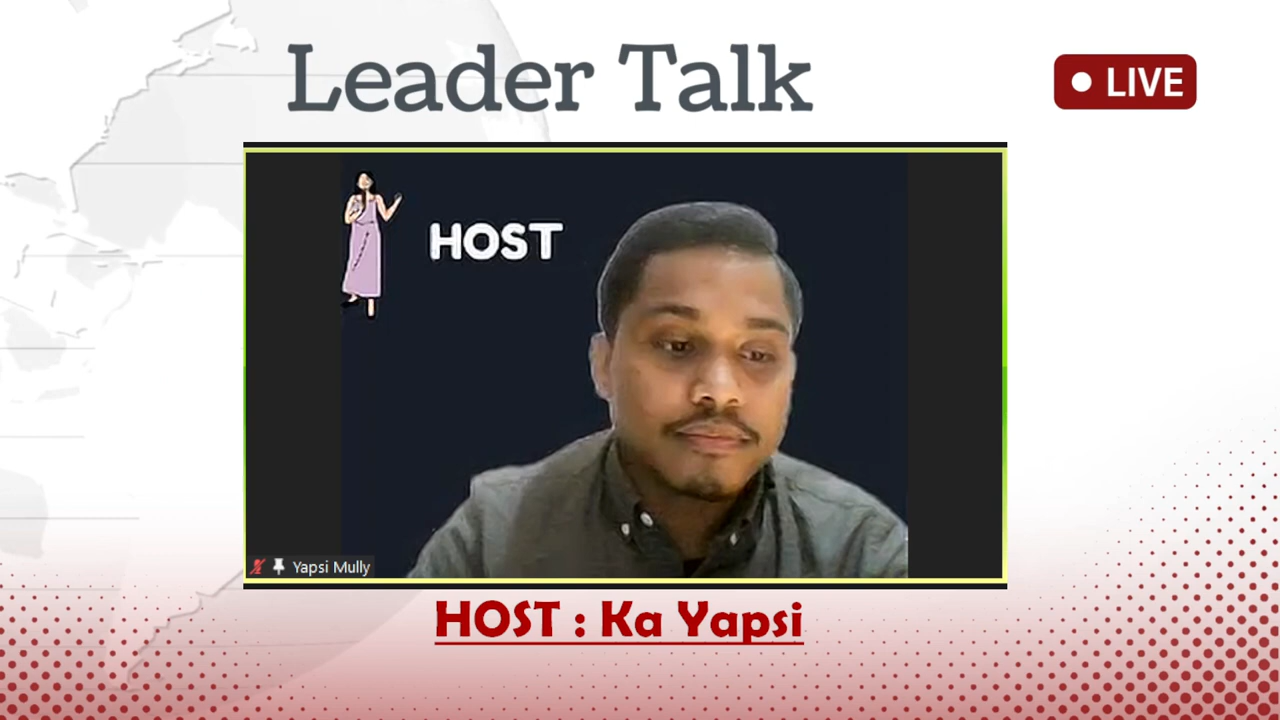 Leader Talk
LIVE
HOST
Yapsi Mully
HOST : Ka Yapsi